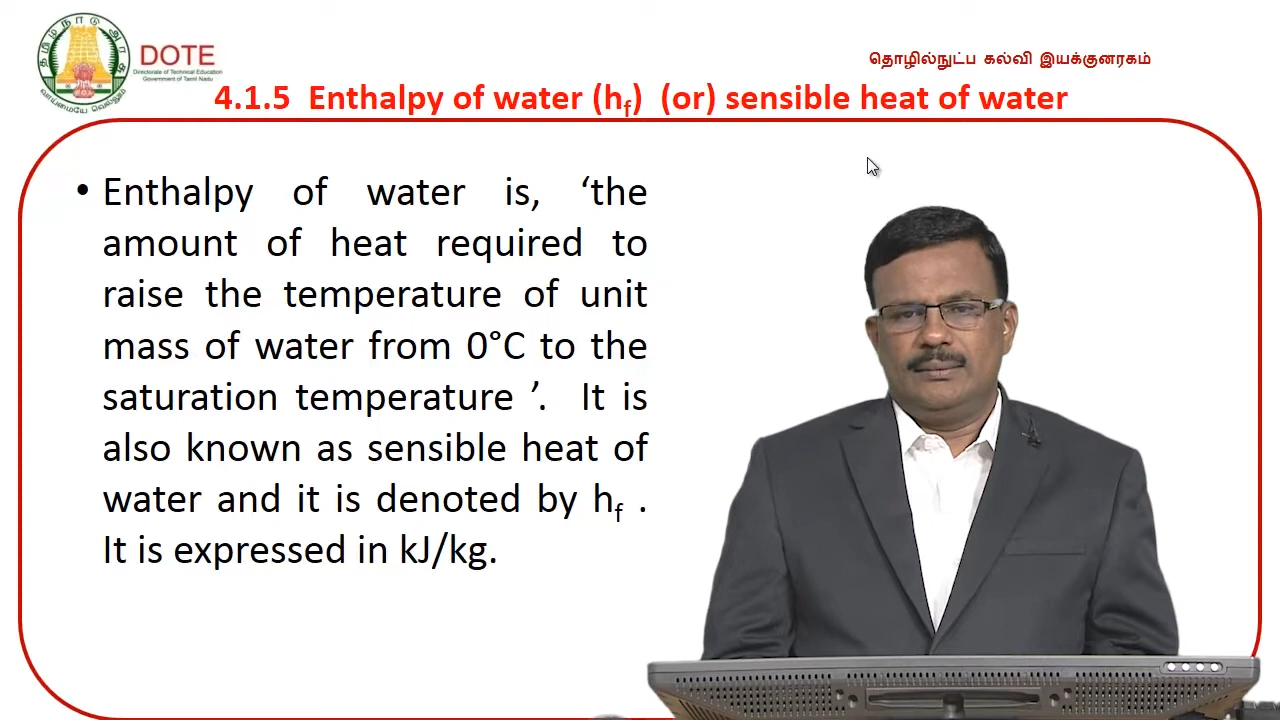 தமிழ்நாடு அரசு
வாய்மையே வெல்லும்
DOTE
Directorate of Technical Education
Government of Tamil Nadu
தொழில்நுட்ப கல்வி இயக்குனரகம்
4.1.5 Enthalpy of water (hf) (or) sensible heat of water
• Enthalpy of water is, ‘the
amount of heat required to
raise the temperature of unit
mass of water from 0°C to the
saturation temperature ’. It is
also known as sensible heat of
water and it is denoted by hf .
It is expressed in kJ/kg.